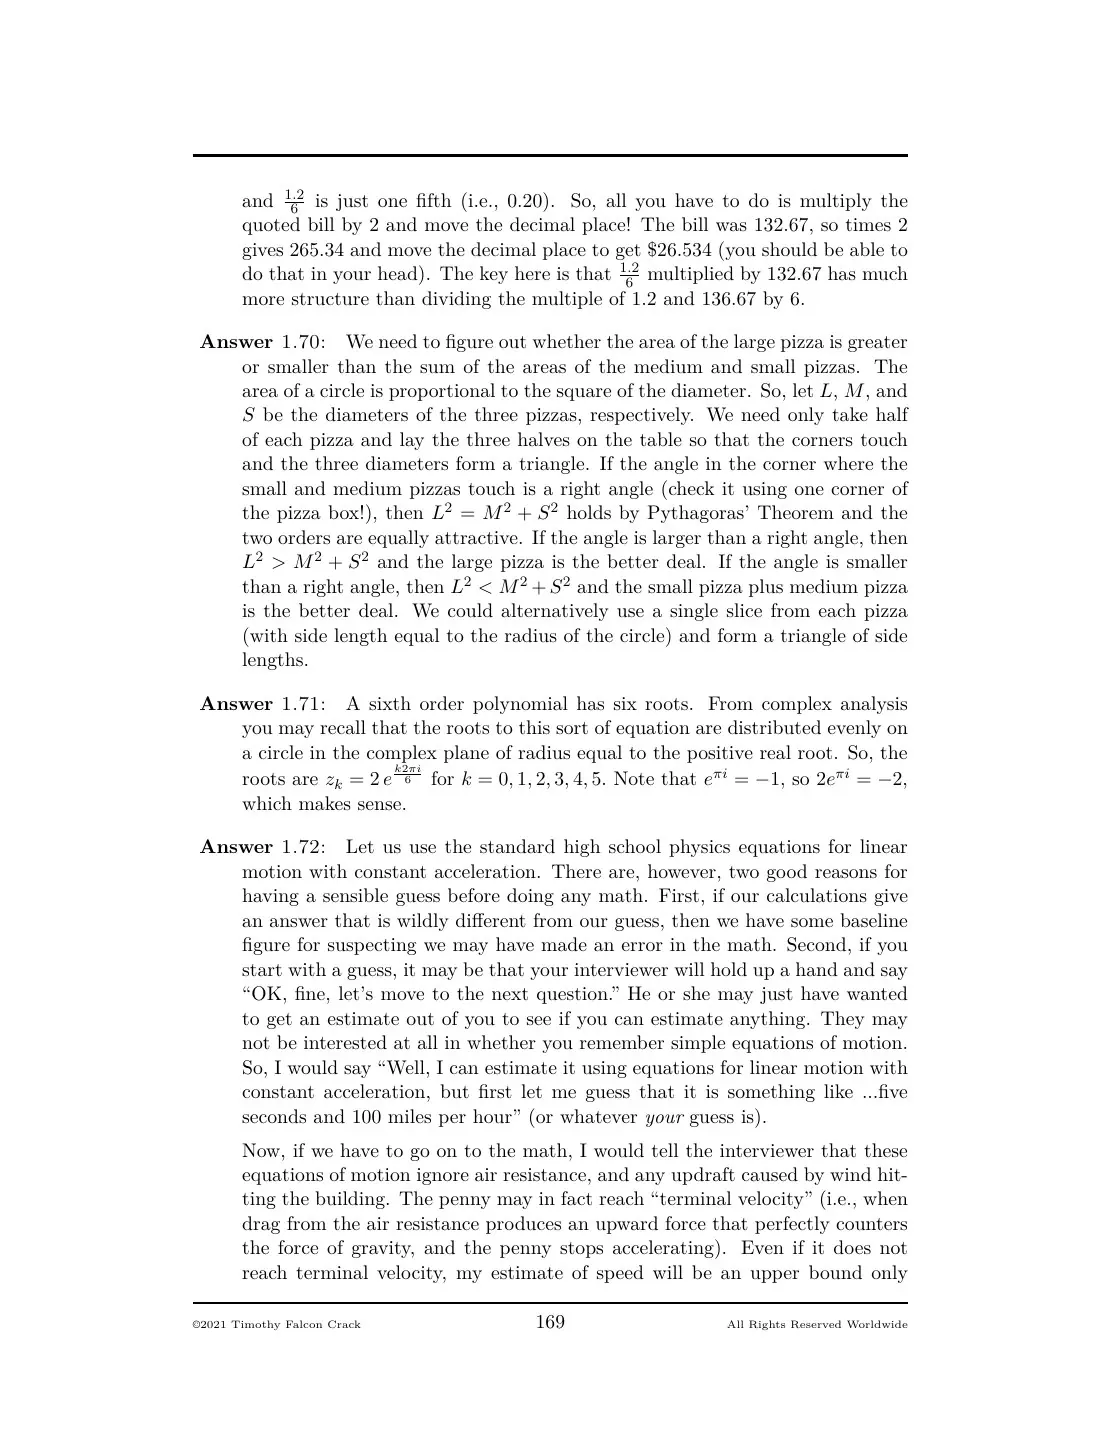 and 1.2/6 is just one fifth (i.e., 0.20). So, all you have to do is multiply the
quoted bill by 2 and move the decimal place! The bill was 132.67, so times 2
gives 265.34 and move the decimal place to get $26.534 (you should be able to
do that in your head). The key here is that 1.2/6 multiplied by 132.67 has much
more structure than dividing the multiple of 1.2 and 136.67 by 6.
Answer 1.70: We need to figure out whether the area of the large pizza is greater
or smaller than the sum of the areas of the medium and small pizzas. The
area of a circle is proportional to the square of the diameter. So, let L, M, and
S be the diameters of the three pizzas, respectively. We need only take half
of each pizza and lay the three halves on the table so that the corners touch
and the three diameters form a triangle. If the angle in the corner where the
small and medium pizzas touch is a right angle (check it using one corner of
the pizza box!), then L² = M² + S² holds by Pythagoras' Theorem and the
two orders are equally attractive. If the angle is larger than a right angle, then
L² > M² + S² and the large pizza is the better deal. If the angle is smaller
than a right angle, then L² < M² + S² and the small pizza plus medium pizza
is the better deal. We could alternatively use a single slice from each pizza
(with side length equal to the radius of the circle) and form a triangle of side
lengths.
Answer 1.71: A sixth order polynomial has six roots. From complex analysis
you may recall that the roots to this sort of equation are distributed evenly on
a circle in the complex plane of radius equal to the positive real root. So, the
roots are z_k = 2 e^(k2πi/6) for k = 0, 1, 2, 3, 4, 5. Note that e^πi = −1, so 2e^πi = −2,
which makes sense.
Answer 1.72: Let us use the standard high school physics equations for linear
motion with constant acceleration. There are, however, two good reasons for
having a sensible guess before doing any math. First, if our calculations give
an answer that is wildly different from our guess, then we have some baseline
figure for suspecting we may have made an error in the math. Second, if you
start with a guess, it may be that your interviewer will hold up a hand and say
“OK, fine, let's move to the next question.” He or she may just have wanted
to get an estimate out of you to see if you can estimate anything. They may
not be interested at all in whether you remember simple equations of motion.
So, I would say “Well, I can estimate it using equations for linear motion with
constant acceleration, but first let me guess that it is something like ...five
seconds and 100 miles per hour” (or whatever your guess is).
Now, if we have to go on to the math, I would tell the interviewer that these
equations of motion ignore air resistance, and any updraft caused by wind hit-
ting the building. The penny may in fact reach “terminal velocity” (i.e., when
drag from the air resistance produces an upward force that perfectly counters
the force of gravity, and the penny stops accelerating). Even if it does not
reach terminal velocity, my estimate of speed will be an upper bound only
©2021 Timothy Falcon Crack 169 All Rights Reserved Worldwide